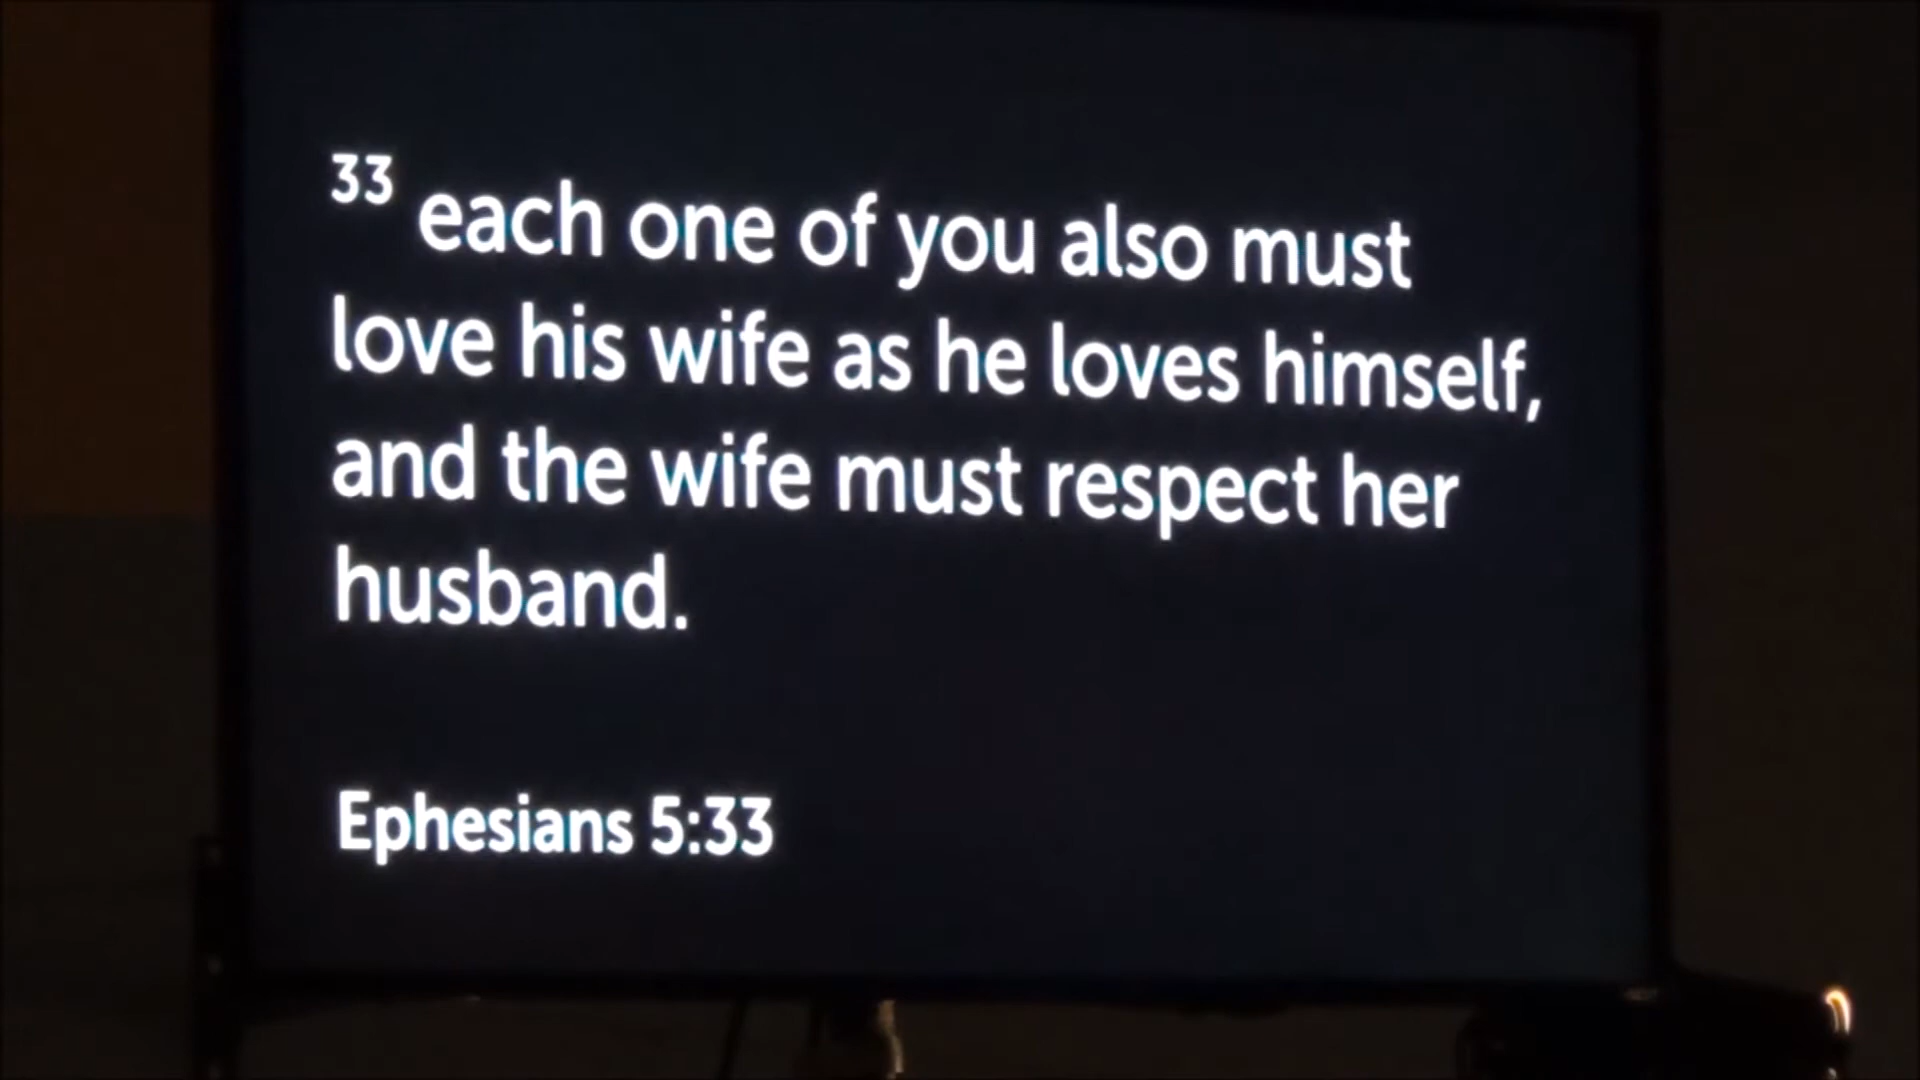 33 each one of you also must
love his wife as he loves himself,
and the wife must respect her
husband.
Ephesians 5:33